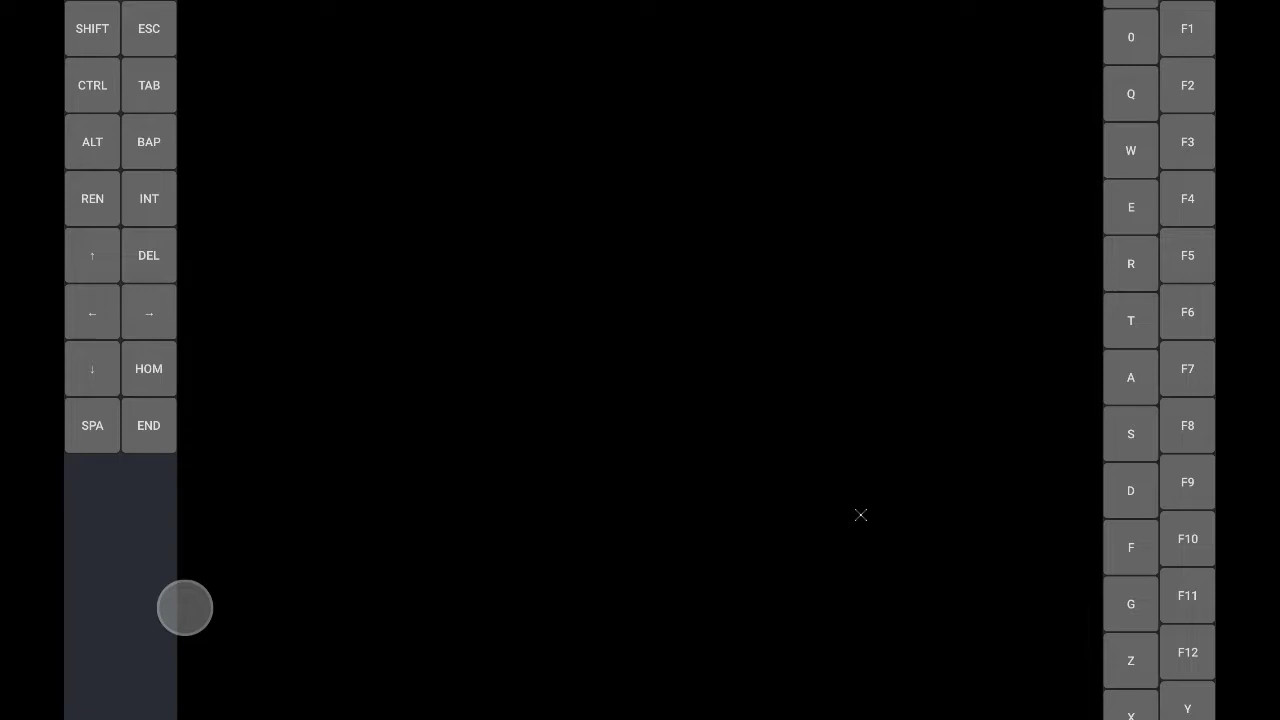 SHIFT ESC
CTRL TAB
ALT BAP
REN INT
↑ DEL
← →
↓ HOM
SPA END
0 F1
Q F2
W F3
E F4
R F5
T F6
A F7
S F8
D F9
F F10
G F11
Z F12
X Y